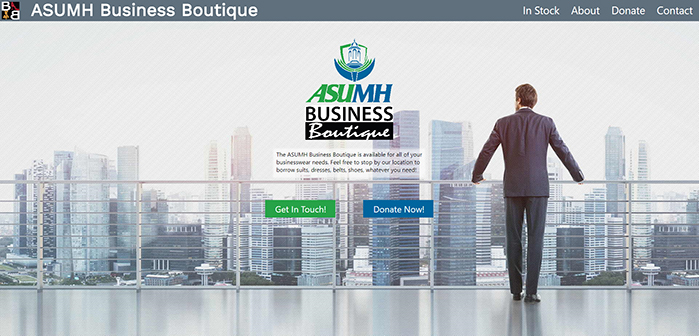 ASUMH Business Boutique
In Stock About Donate Contact
ASUMH
BUSINESS
Boutique
The ASUMH Business Boutique is available for all of your
businesswear needs. Feel free to stop by our location to
borrow suits, dresses, belts, shoes, whatever you need!
Get In Touch!
Donate Now!